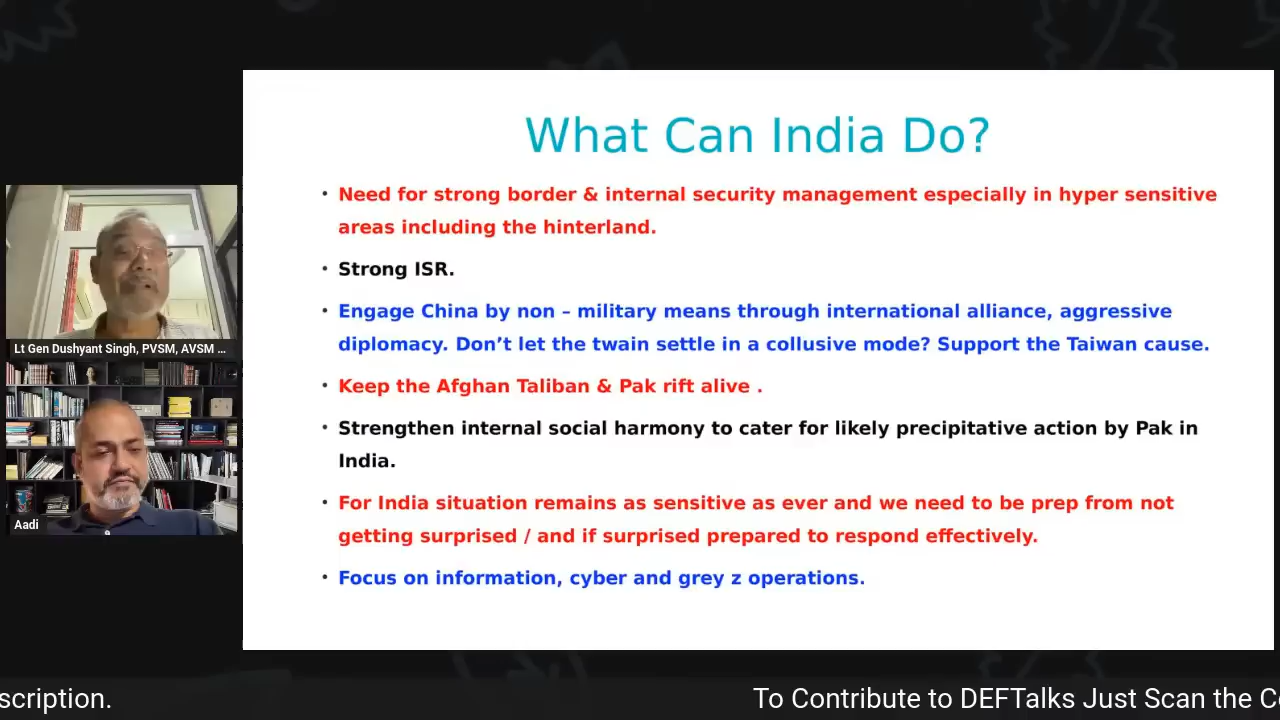 What Can India Do?
• Need for strong border & internal security management especially in hyper sensitive
areas including the hinterland.
• Strong ISR.
• Engage China by non – military means through international alliance, aggressive
diplomacy. Don’t let the twain settle in a collusive mode? Support the Taiwan cause.
• Keep the Afghan Taliban & Pak rift alive .
• Strengthen internal social harmony to cater for likely precipitative action by Pak in
India.
• For India situation remains as sensitive as ever and we need to be prep from not
getting surprised / and if surprised prepared to respond effectively.
• Focus on information, cyber and grey z operations.
Lt Gen Dushyant Singh, PVSM, AVSM ...
Aadi
scription.
To Contribute to DEFTalks Just Scan the